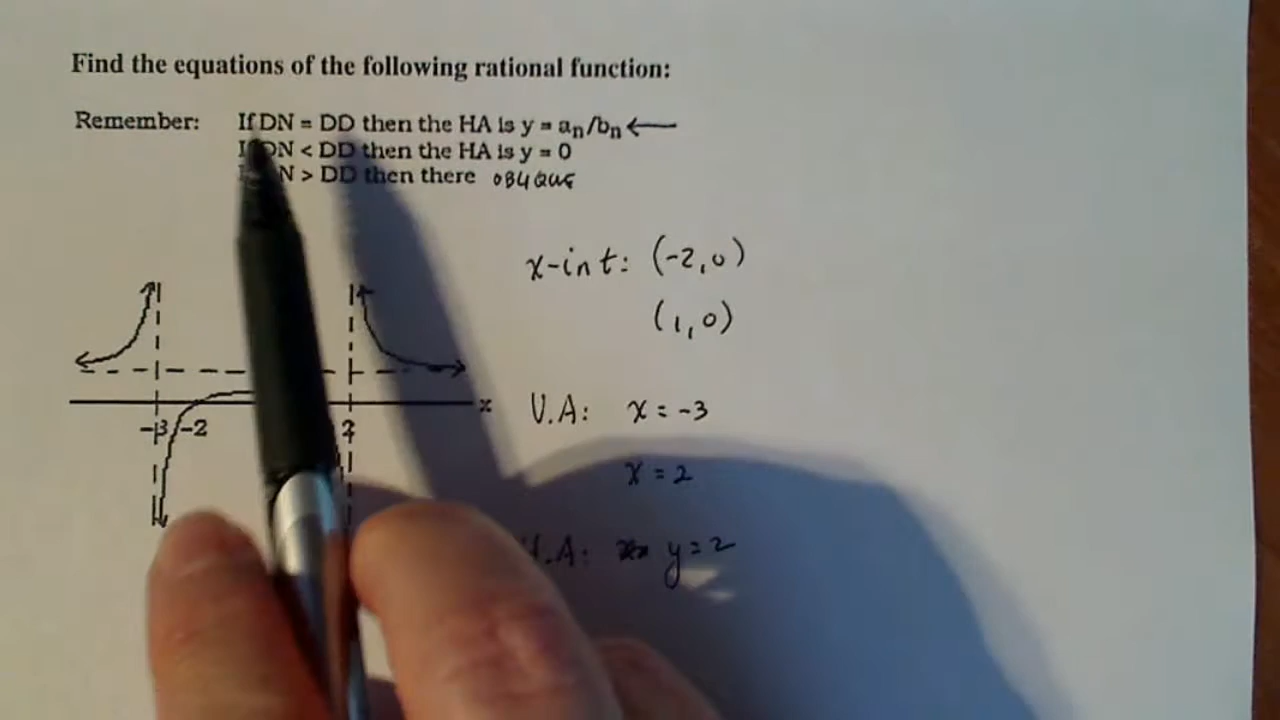 Find the equations of the following rational function:
Remember: If DN = DD then the HA is y = an/bn ←
If DN < DD then the HA is y = 0
N > DD then there OBLIQUE
x-int: (-2,0)
(1,0)
x
-3 -2 2
V.A: x = -3
x = 2
H.A: y = 2